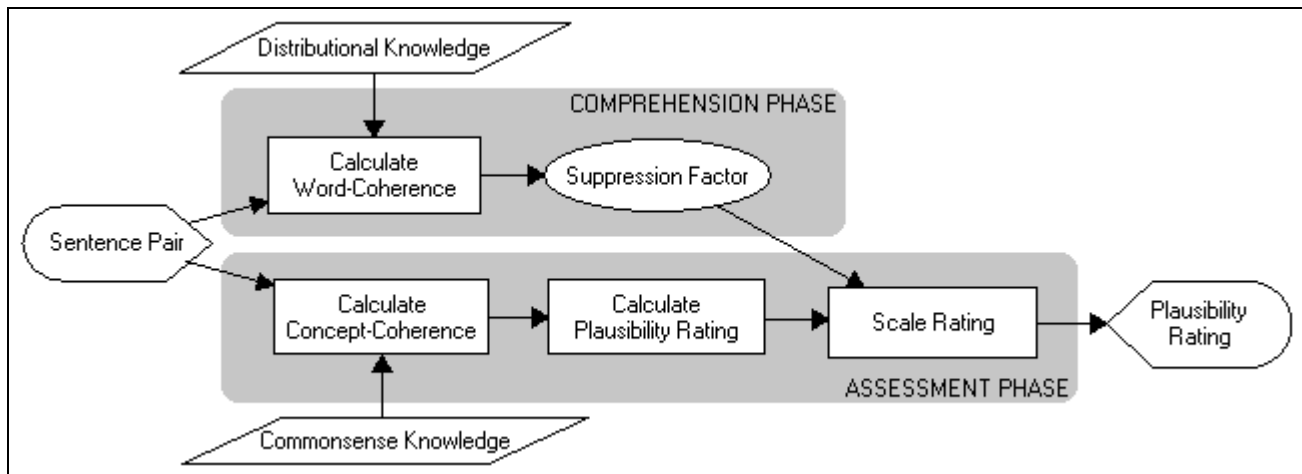 Distributional Knowledge
COMPREHENSION PHASE
Calculate
Word-Coherence
Suppression Factor
Sentence Pair
Calculate
Concept-Coherence
Calculate
Plausibility Rating
Scale Rating
Plausibility
Rating
ASSESSMENT PHASE
Commonsense Knowledge